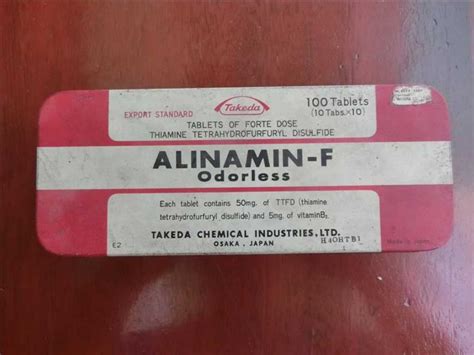 Takeda
100 Tablets
(10 Tabs.×10)
EXPORT STANDARD
TABLETS OF FORTE DOSE
THIAMINE TETRAHYDROFURFURYL DISULFIDE
ALINAMIN-F
Odorless
Each tablet contains 50mg. of TTFD (thiamine
tetrahydrofurfuryl disulfide) and 5mg. of vitaminB₂
TAKEDA CHEMICAL INDUSTRIES, LTD.
OSAKA, JAPAN
E2
Made in Japan